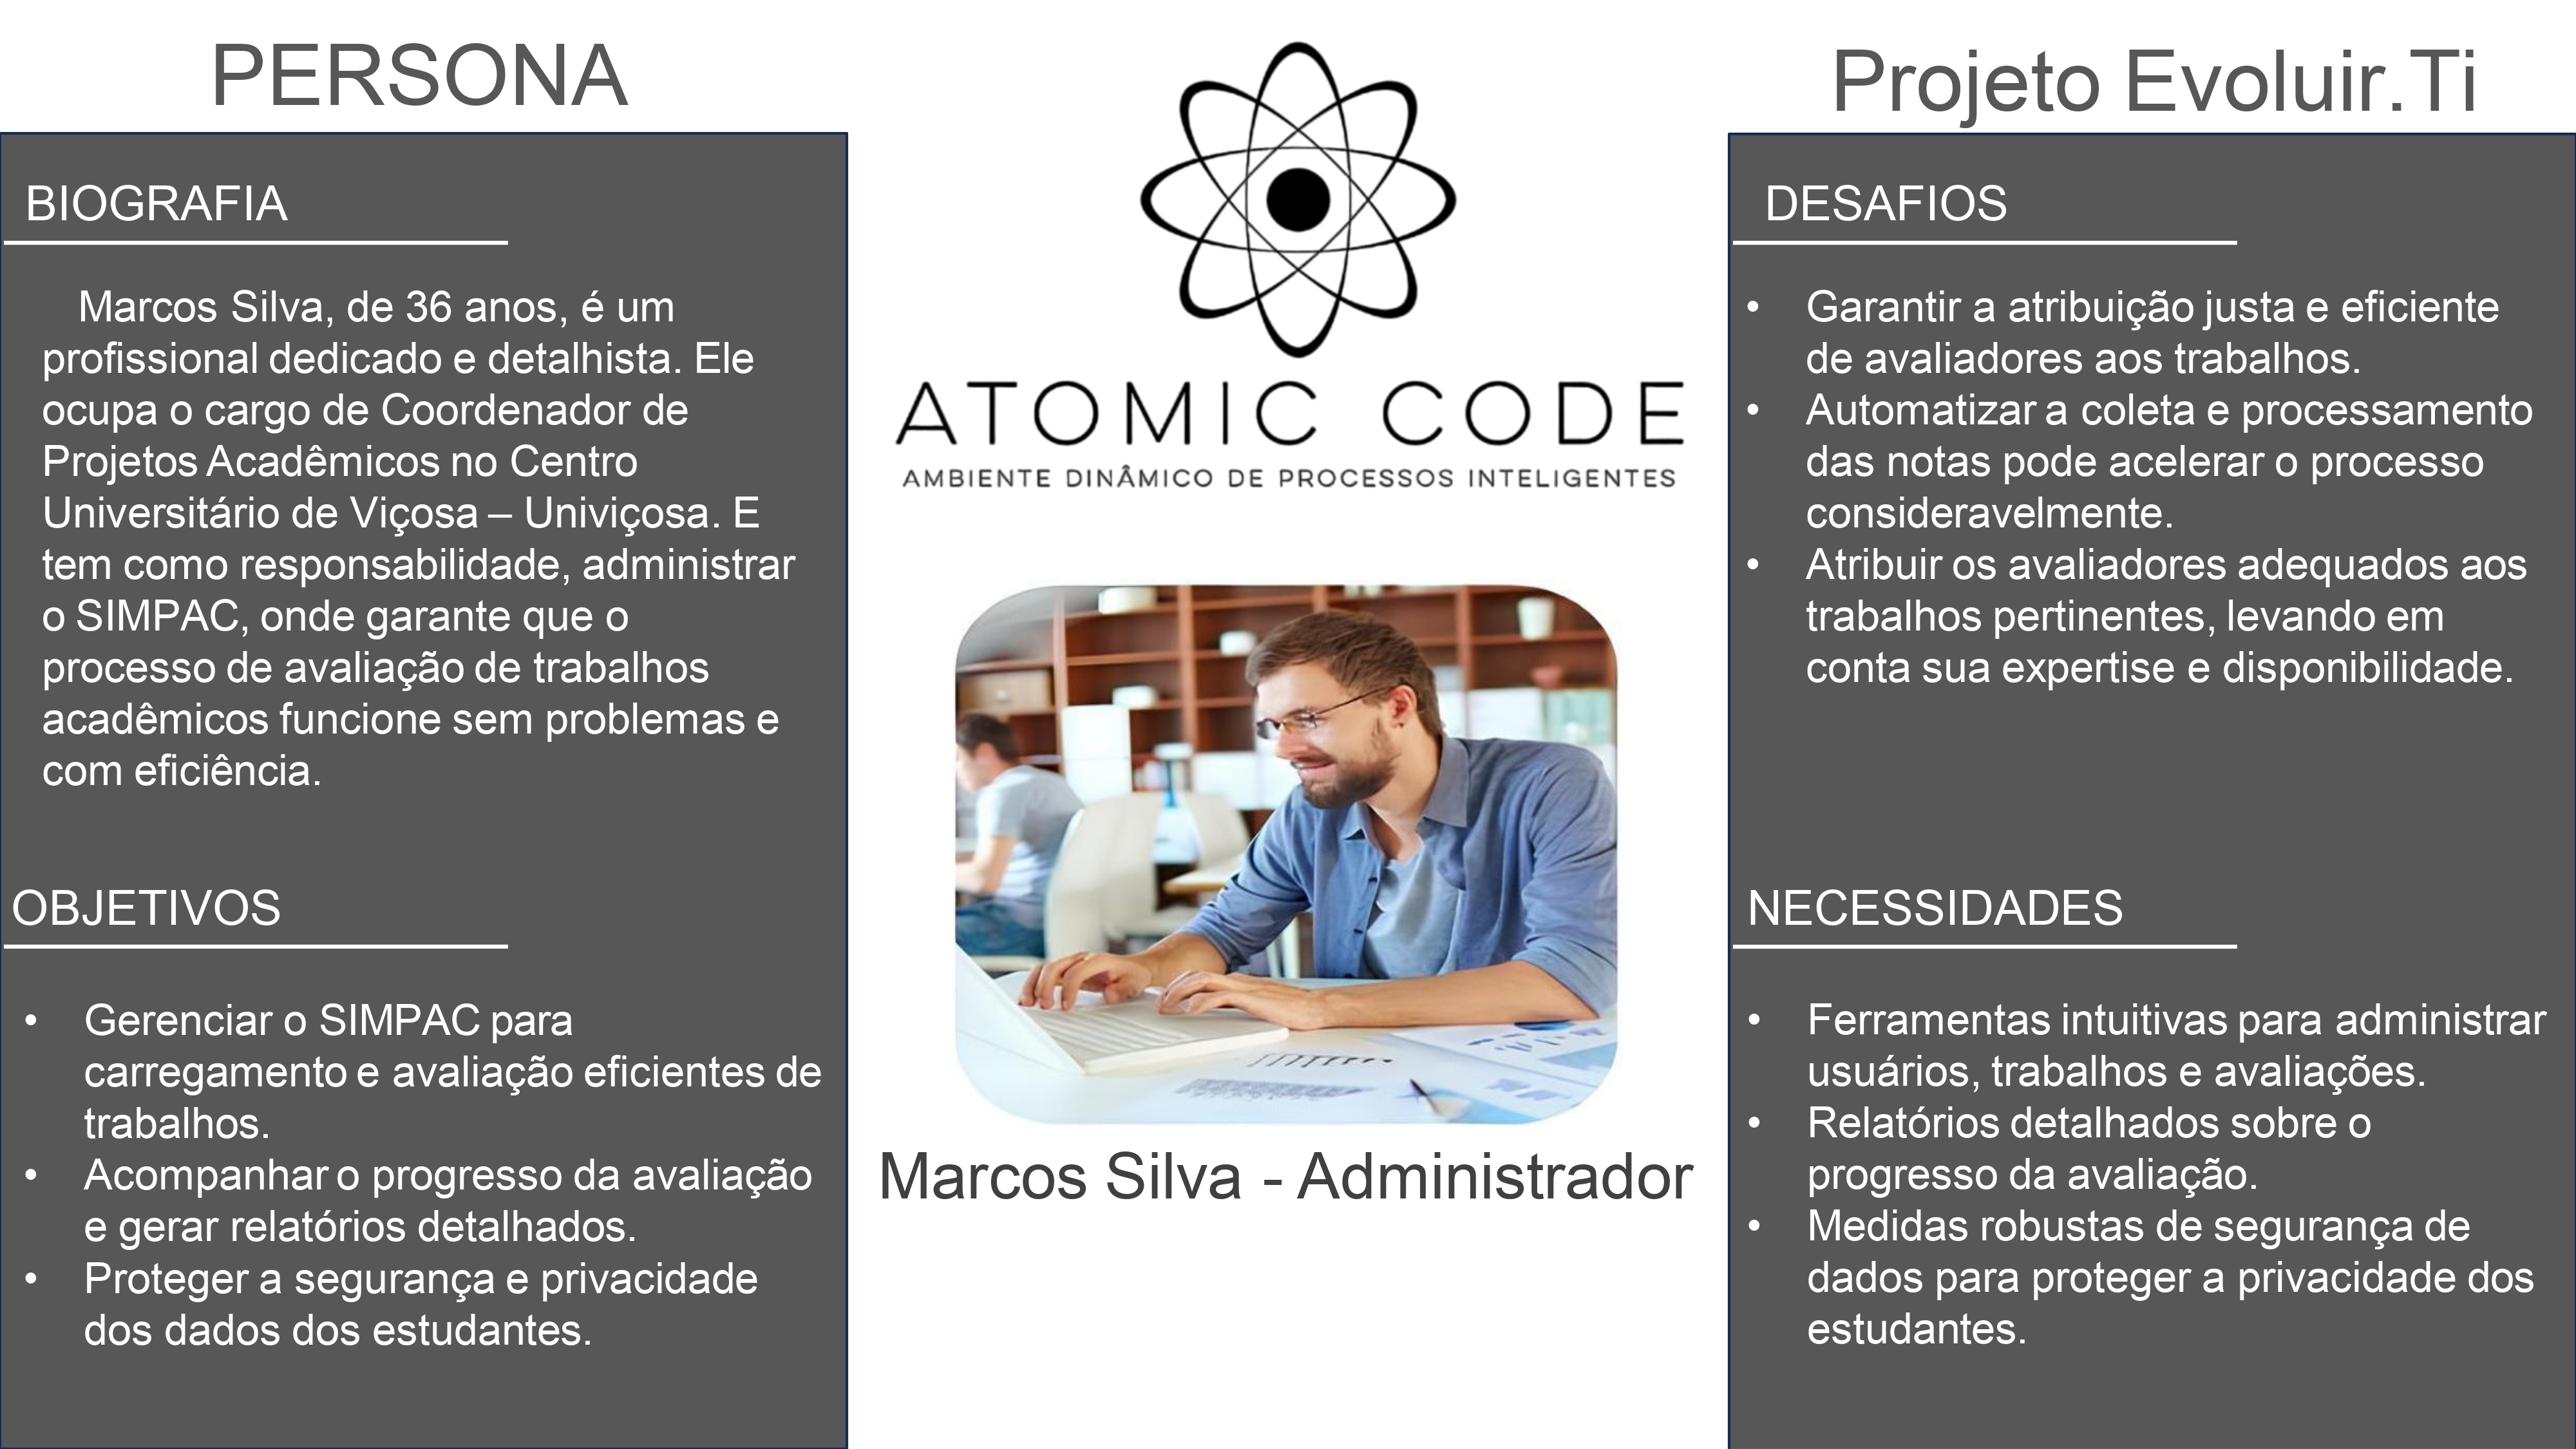 PERSONA
BIOGRAFIA
Marcos Silva, de 36 anos, é um
profissional dedicado e detalhista. Ele
ocupa o cargo de Coordenador de
Projetos Acadêmicos no Centro
Universitário de Viçosa – Univiçosa. E
tem como responsabilidade, administrar
o SIMPAC, onde garante que o
processo de avaliação de trabalhos
acadêmicos funcione sem problemas e
com eficiência.
OBJETIVOS
• Gerenciar o SIMPAC para
carregamento e avaliação eficientes de
trabalhos.
• Acompanhar o progresso da avaliação
e gerar relatórios detalhados.
• Proteger a segurança e privacidade
dos dados dos estudantes.
ATOMIC CODE
AMBIENTE DINÂMICO DE PROCESSOS INTELIGENTES
Marcos Silva - Administrador
Projeto Evoluir.Ti
DESAFIOS
• Garantir a atribuição justa e eficiente
de avaliadores aos trabalhos.
• Automatizar a coleta e processamento
das notas pode acelerar o processo
consideravelmente.
• Atribuir os avaliadores adequados aos
trabalhos pertinentes, levando em
conta sua expertise e disponibilidade.
NECESSIDADES
• Ferramentas intuitivas para administrar
usuários, trabalhos e avaliações.
• Relatórios detalhados sobre o
progresso da avaliação.
• Medidas robustas de segurança de
dados para proteger a privacidade dos
estudantes.